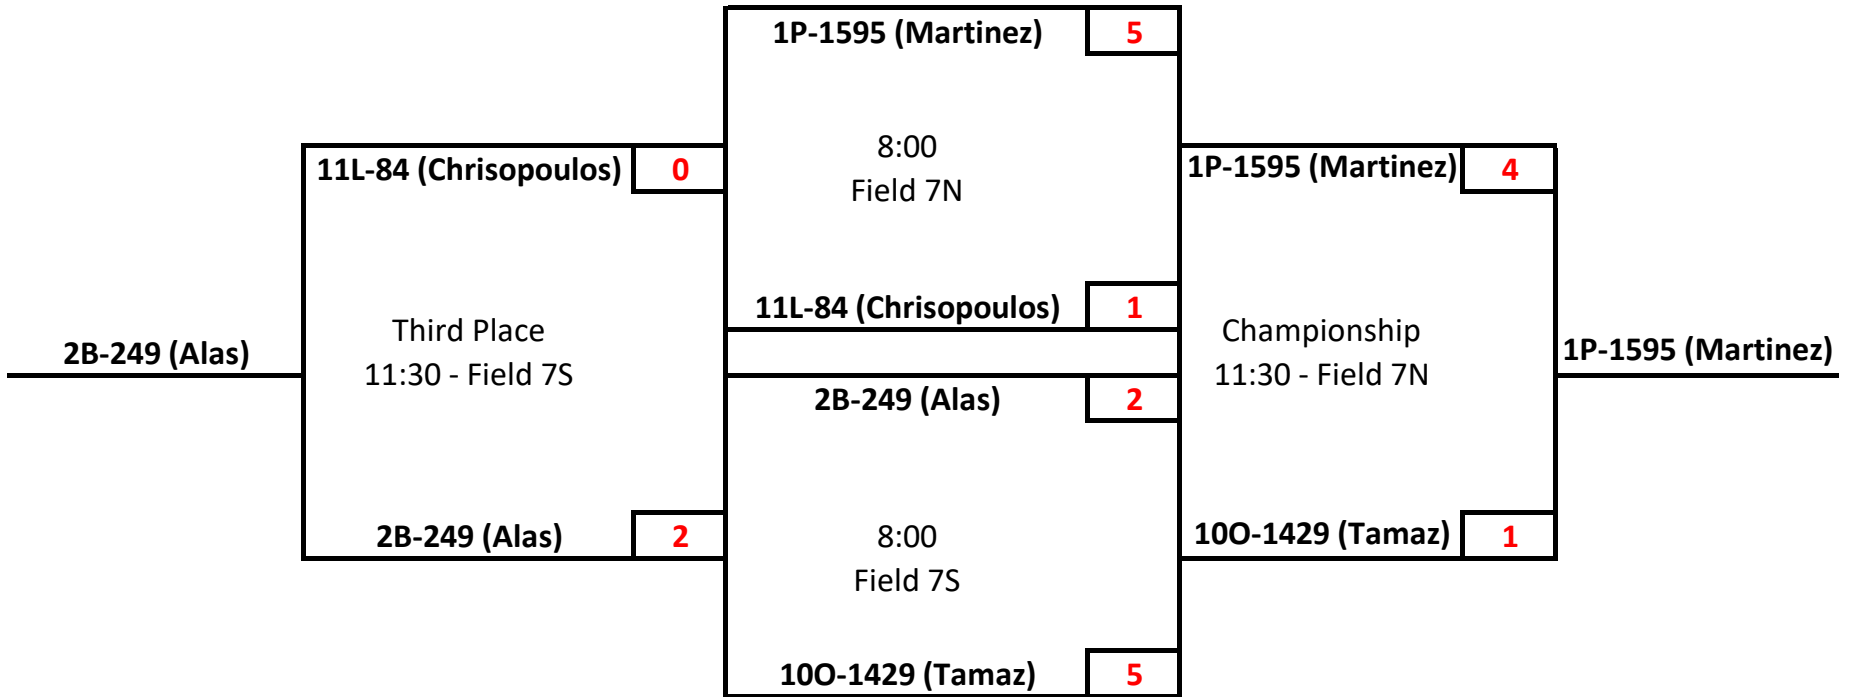 1P-1595 (Martinez) 5
8:00
Field 7N
11L-84 (Chrisopoulos) 1
2B-249 (Alas) 2
8:00
Field 7S
10O-1429 (Tamaz) 5
11L-84 (Chrisopoulos) 0
Third Place
11:30 - Field 7S
2B-249 (Alas) 2
2B-249 (Alas)
1P-1595 (Martinez) 4
Championship
11:30 - Field 7N
10O-1429 (Tamaz) 1
1P-1595 (Martinez)